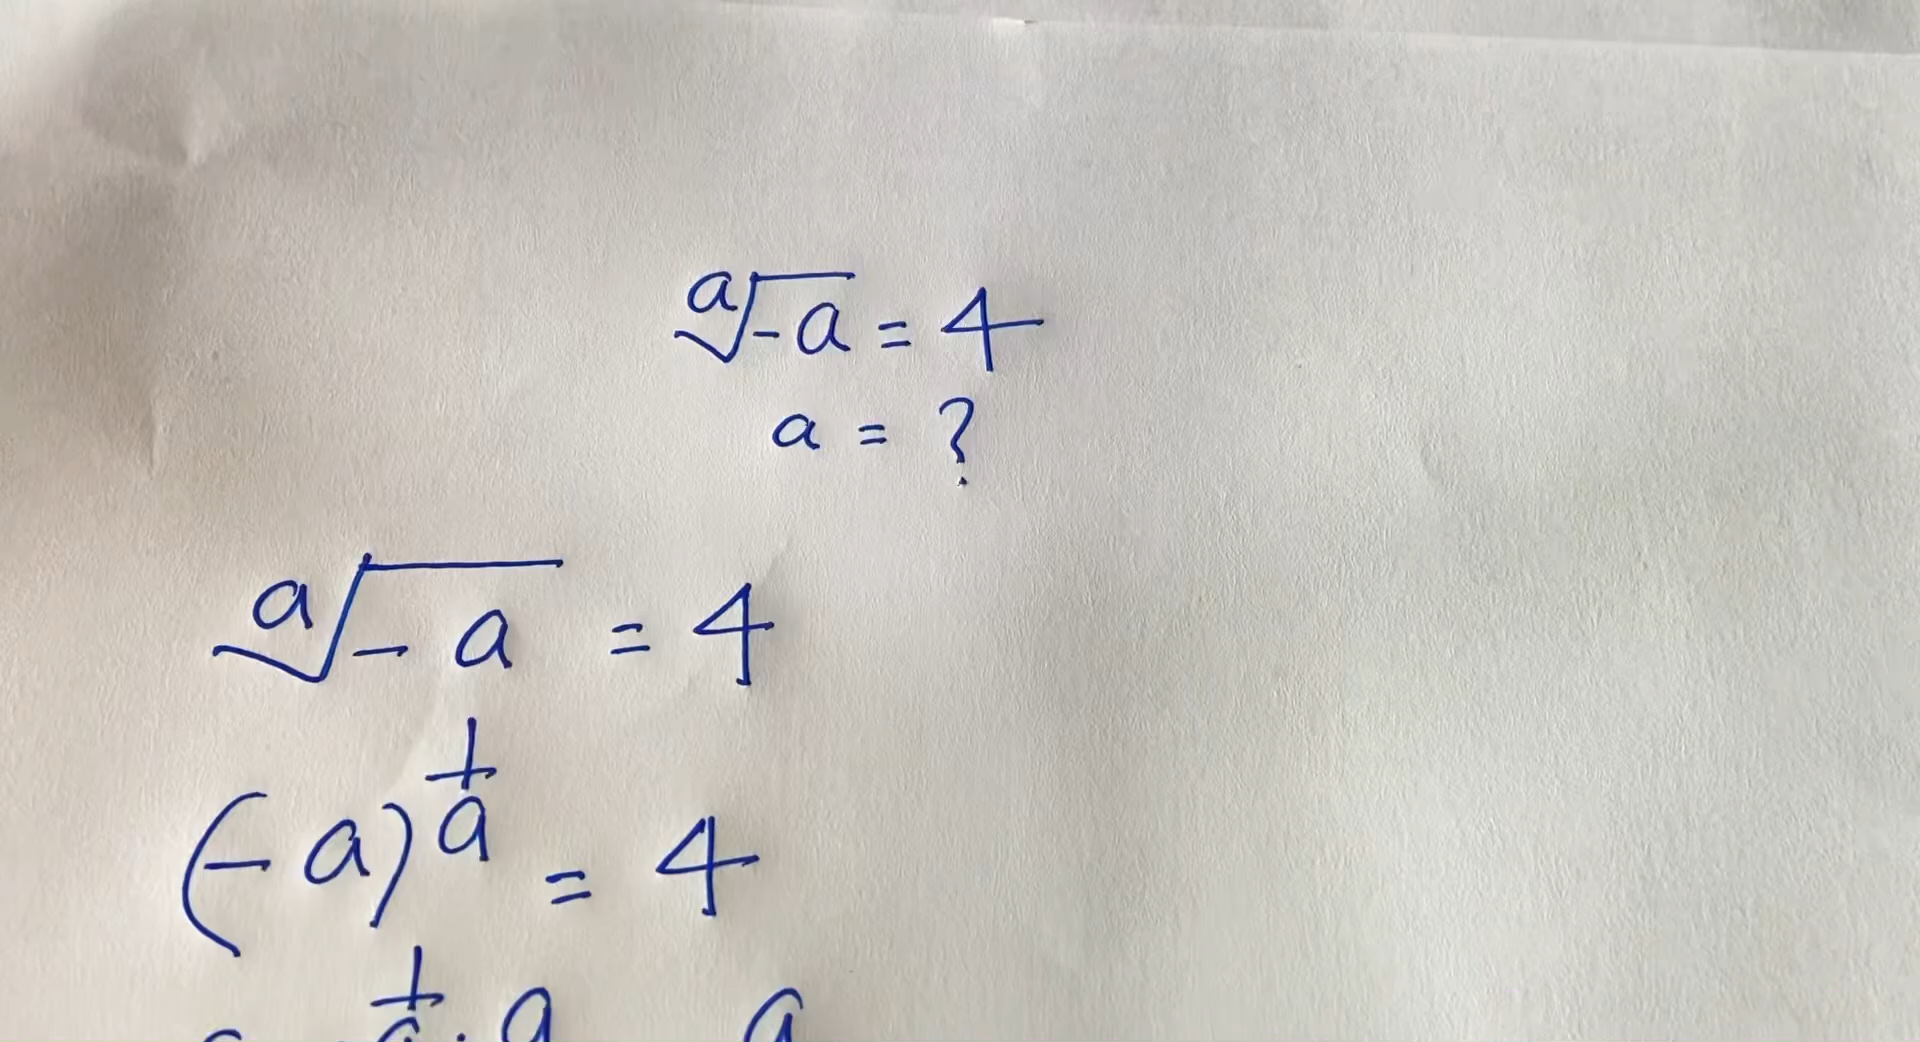 ᵃ√-a = 4
a = ?
ᵃ√-a = 4
(-a)^(1/a) = 4